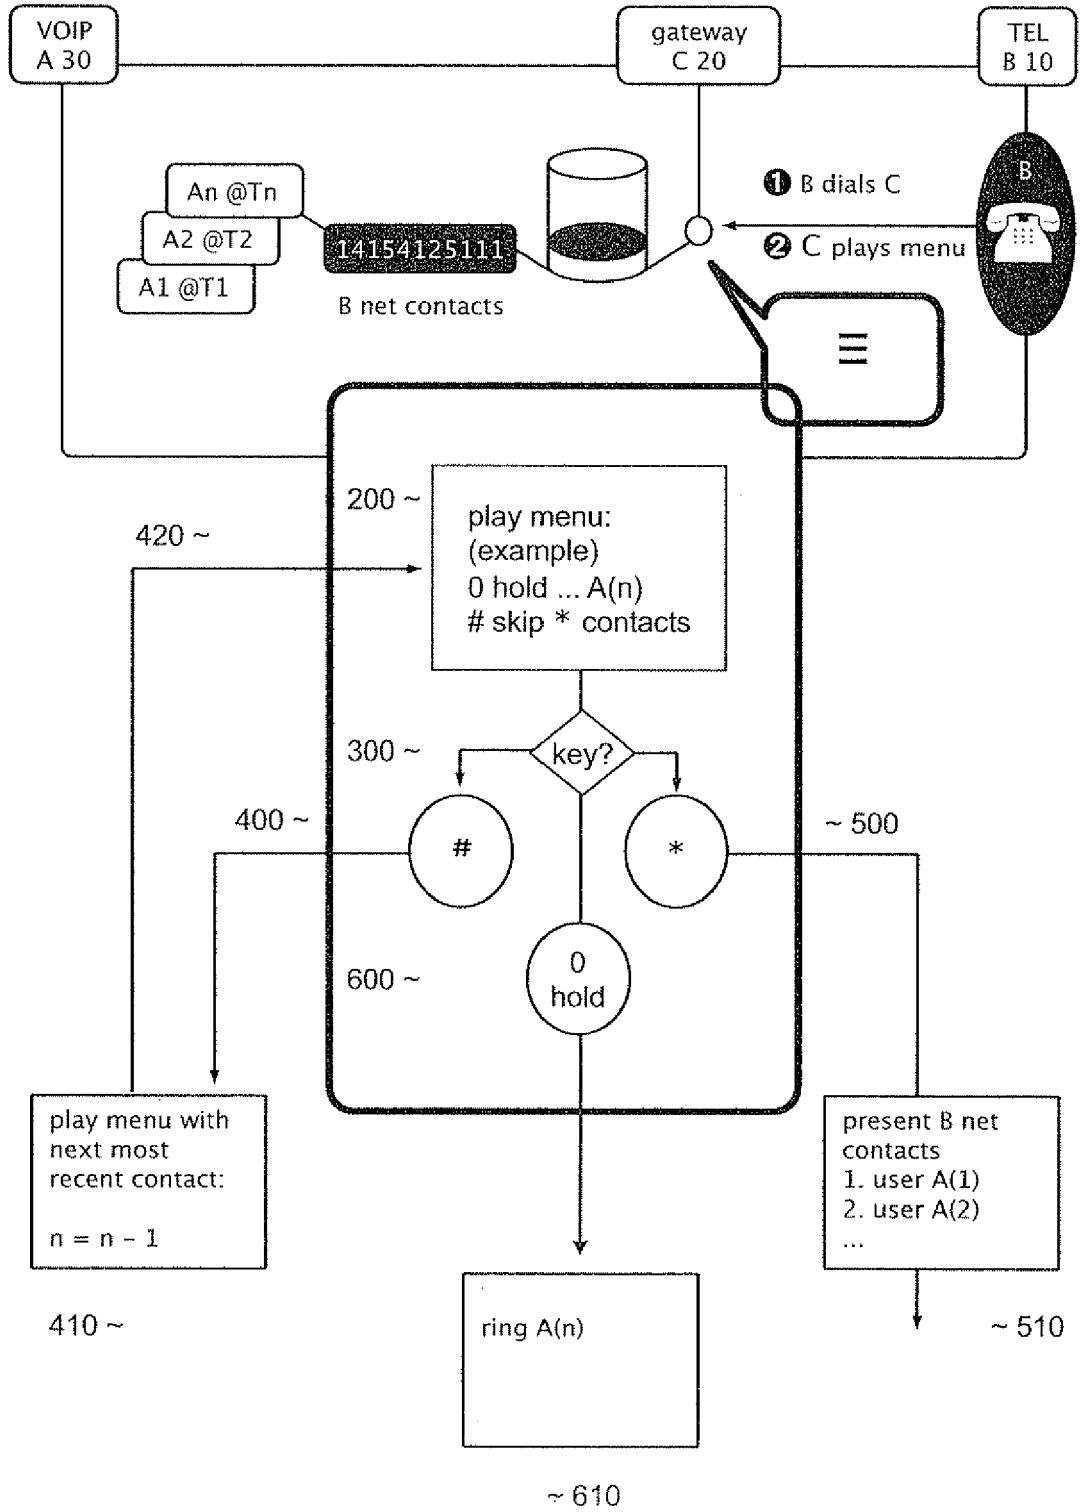 VOIP
A 30
gateway
C 20
TEL
B 10
An @Tn
A2 @T2
A1 @T1
14154125111
B net contacts
1 B dials C
2 C plays menu
B
200 ~
play menu:
(example)
0 hold ... A(n)
# skip * contacts
420 ~
300 ~
key?
400 ~
#
*
~ 500
600 ~
0
hold
play menu with
next most
recent contact:
n = n - 1
410 ~
present B net
contacts
1. user A(1)
2. user A(2)
...
~ 510
ring A(n)
~ 610